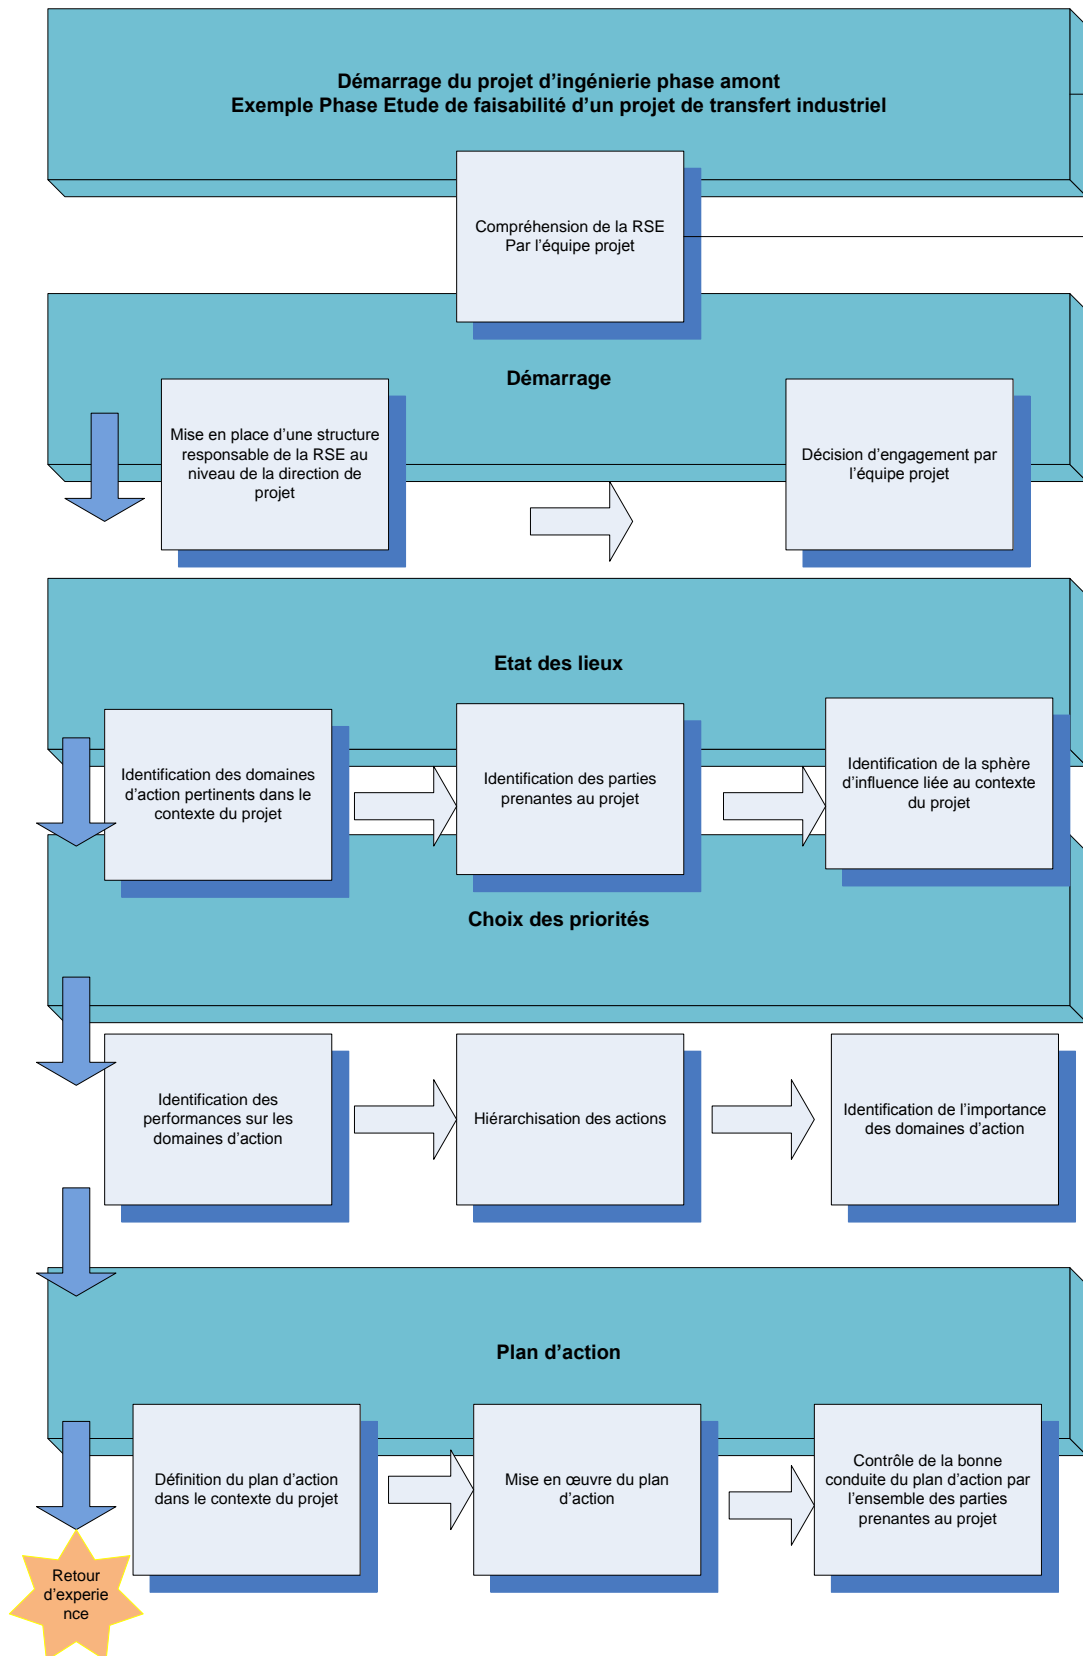 Démarrage du projet d’ingénierie phase amont
Exemple Phase Etude de faisabilité d’un projet de transfert industriel
Compréhension de la RSE
Par l’équipe projet
Démarrage
Mise en place d’une structure
responsable de la RSE au
niveau de la direction de
projet
Décision d’engagement par
l’équipe projet
Etat des lieux
Identification des domaines
d’action pertinents dans le
contexte du projet
Identification des parties
prenantes au projet
Identification de la sphère
d’influence liée au contexte
du projet
Choix des priorités
Identification des
performances sur les
domaines d’action
Hiérarchisation des actions
Identification de l’importance
des domaines d’action
Plan d’action
Définition du plan d’action
dans le contexte du projet
Mise en œuvre du plan
d’action
Contrôle de la bonne
conduite du plan d’action par
l’ensemble des parties
prenantes au projet
Retour
d’experie
nce